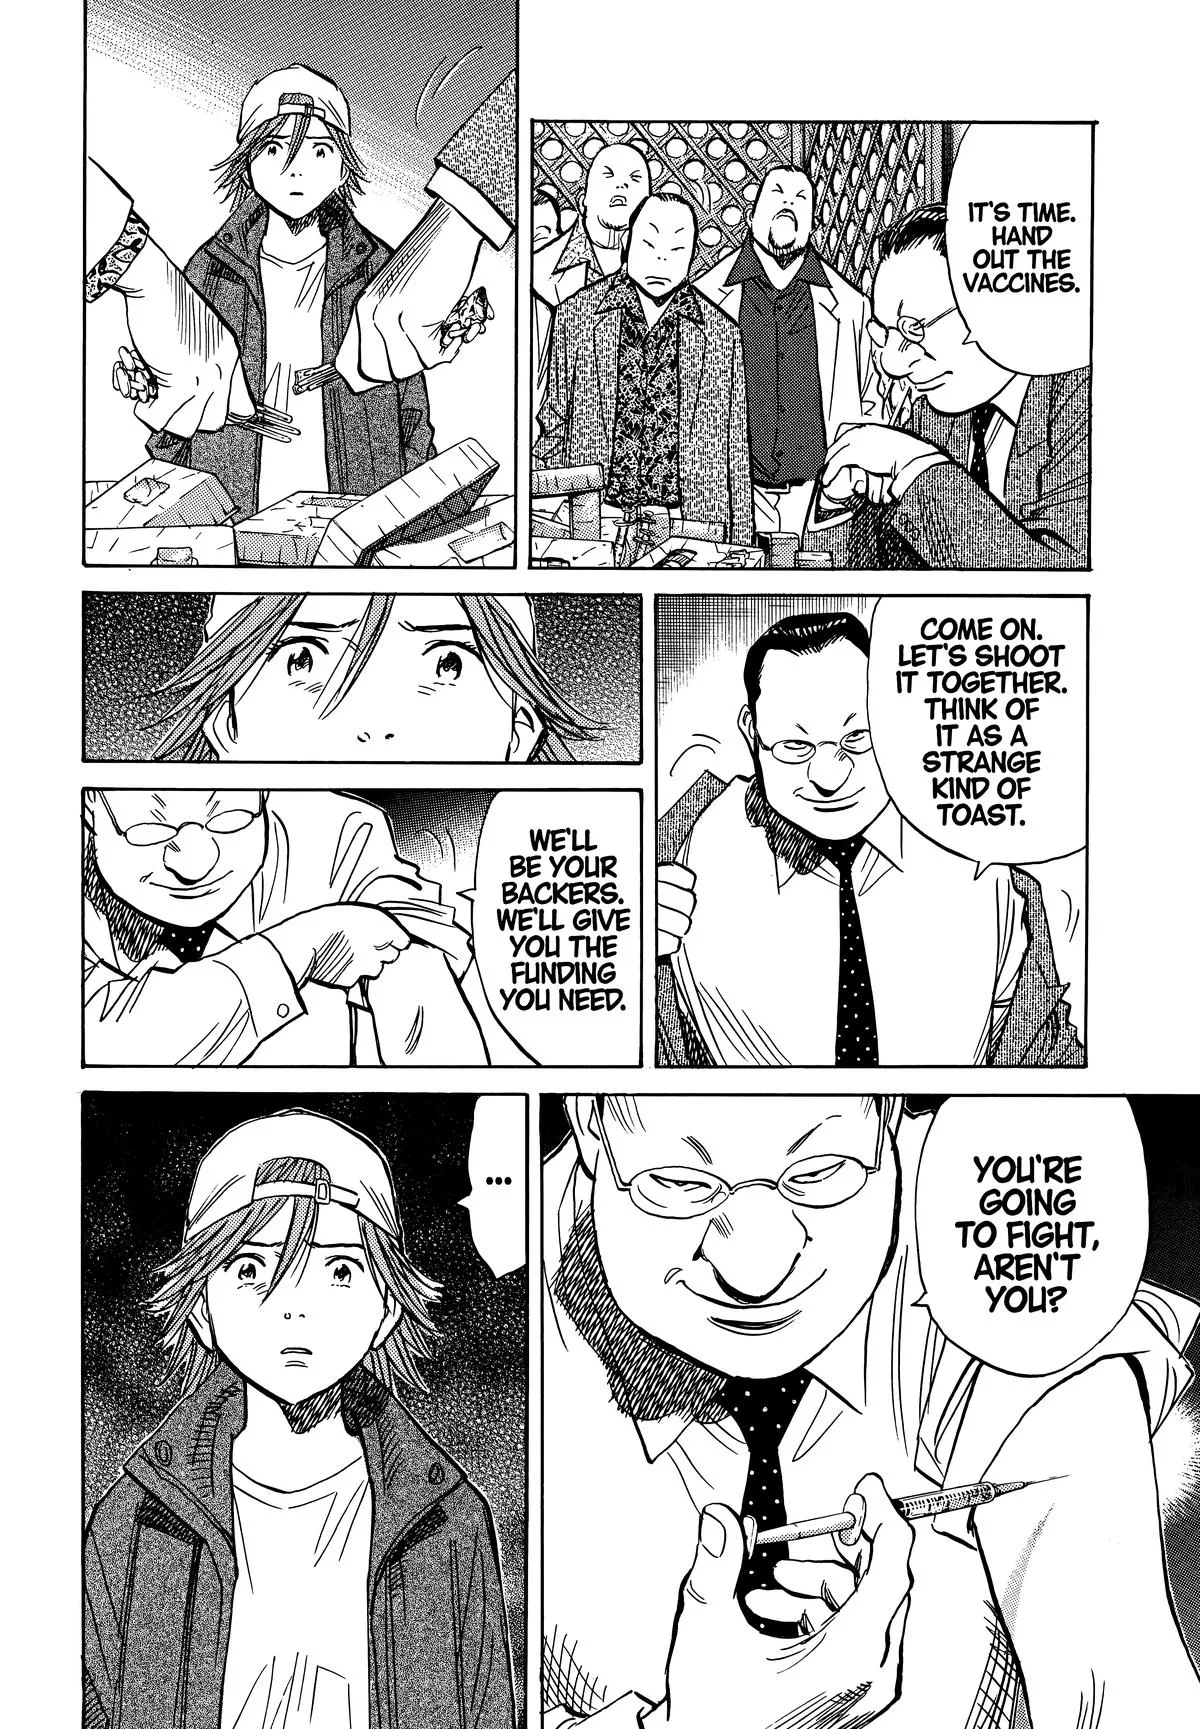 IT'S TIME.
HAND
OUT THE
VACCINES.
COME ON.
LET'S SHOOT
IT TOGETHER.
THINK OF
IT AS A
STRANGE
KIND OF
TOAST.
WE'LL
BE YOUR
BACKERS.
WE'LL GIVE
YOU THE
FUNDING
YOU NEED.
YOU'RE
GOING
TO FIGHT,
AREN'T
YOU?
...